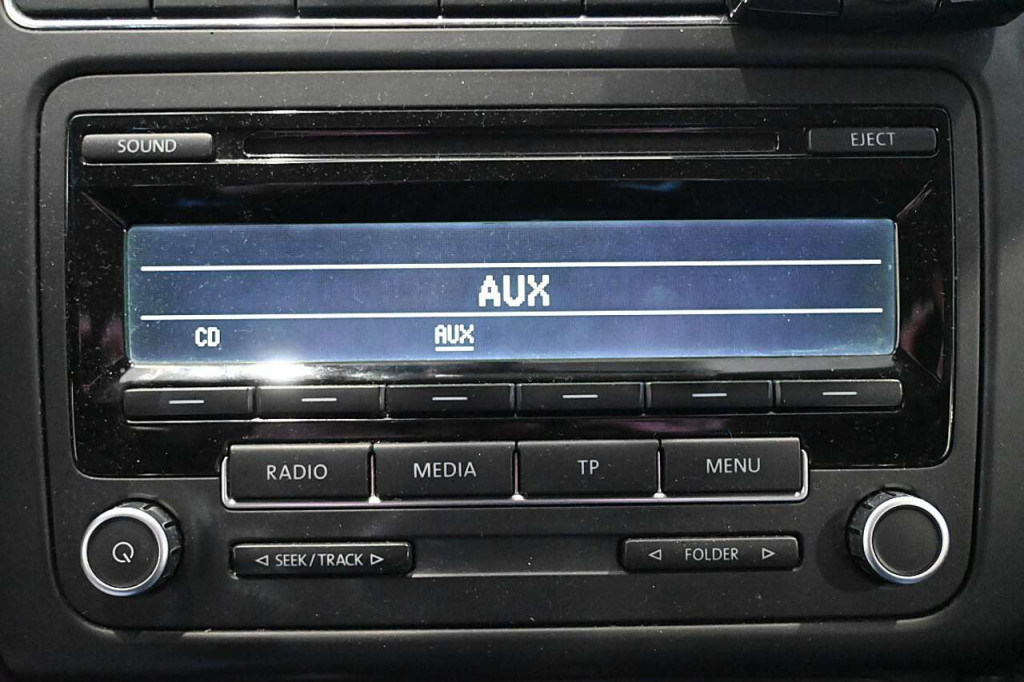 SOUND EJECT
AUX
CD AUX
RADIO MEDIA TP MENU
◁ SEEK/TRACK ▷ ◁ FOLDER ▷